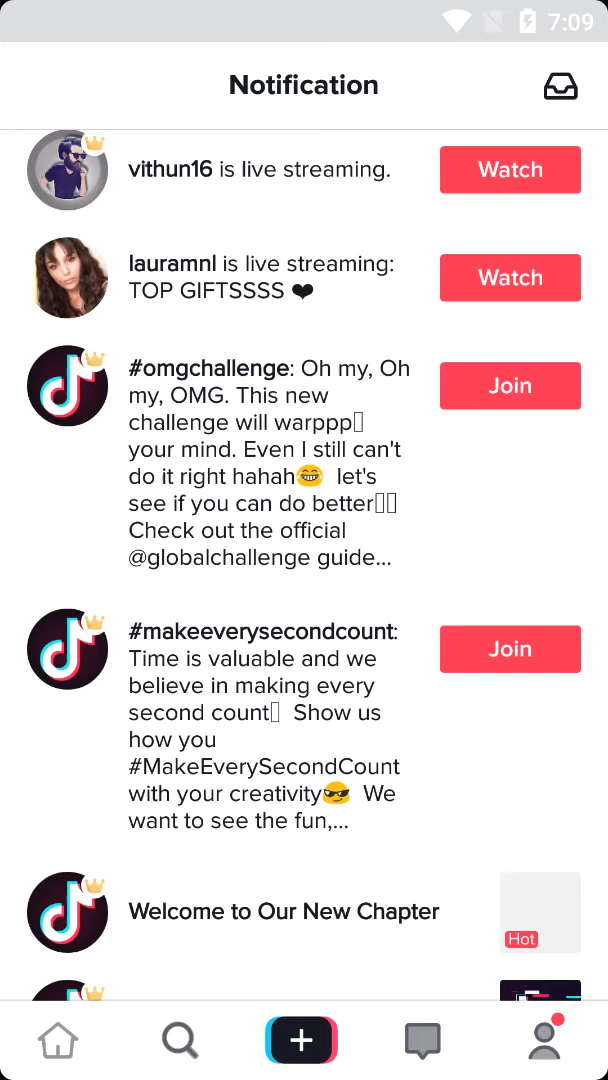 7:09
Notification
vithun16 is live streaming.
Watch
lauramnl is live streaming:
TOP GIFTSSSS ❤
Watch
#omgchallenge: Oh my, Oh
my, OMG. This new
challenge will warppp▯
your mind. Even I still can't
do it right hahah😂 let's
see if you can do better▯▯
Check out the official
@globalchallenge guide...
Join
#makeeverysecondcount:
Time is valuable and we
believe in making every
second count▯ Show us
how you
#MakeEverySecondCount
with your creativity😎 We
want to see the fun,...
Join
Welcome to Our New Chapter
Hot